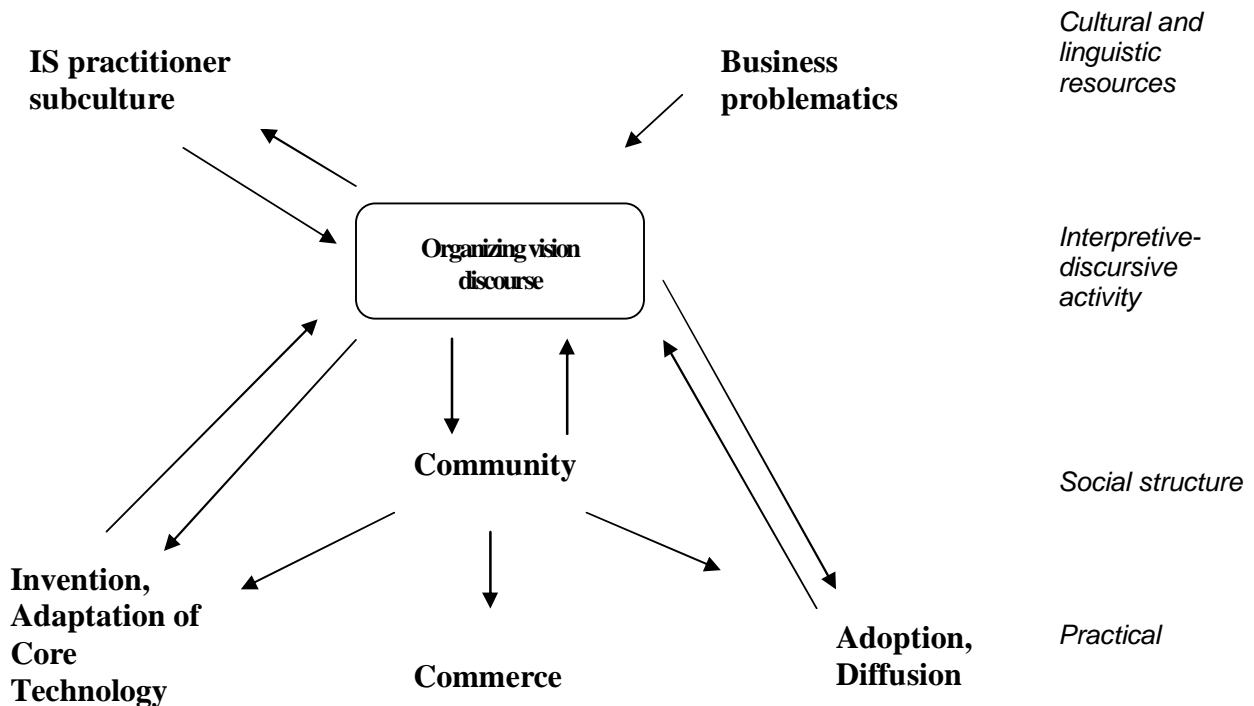 Cultural and
linguistic
resources
IS practitioner
subculture
Business
problematics
Organizing vision
discourse
Interpretive-
discursive
activity
Community
Social structure
Invention,
Adaptation of
Core
Technology
Commerce
Adoption,
Diffusion
Practical